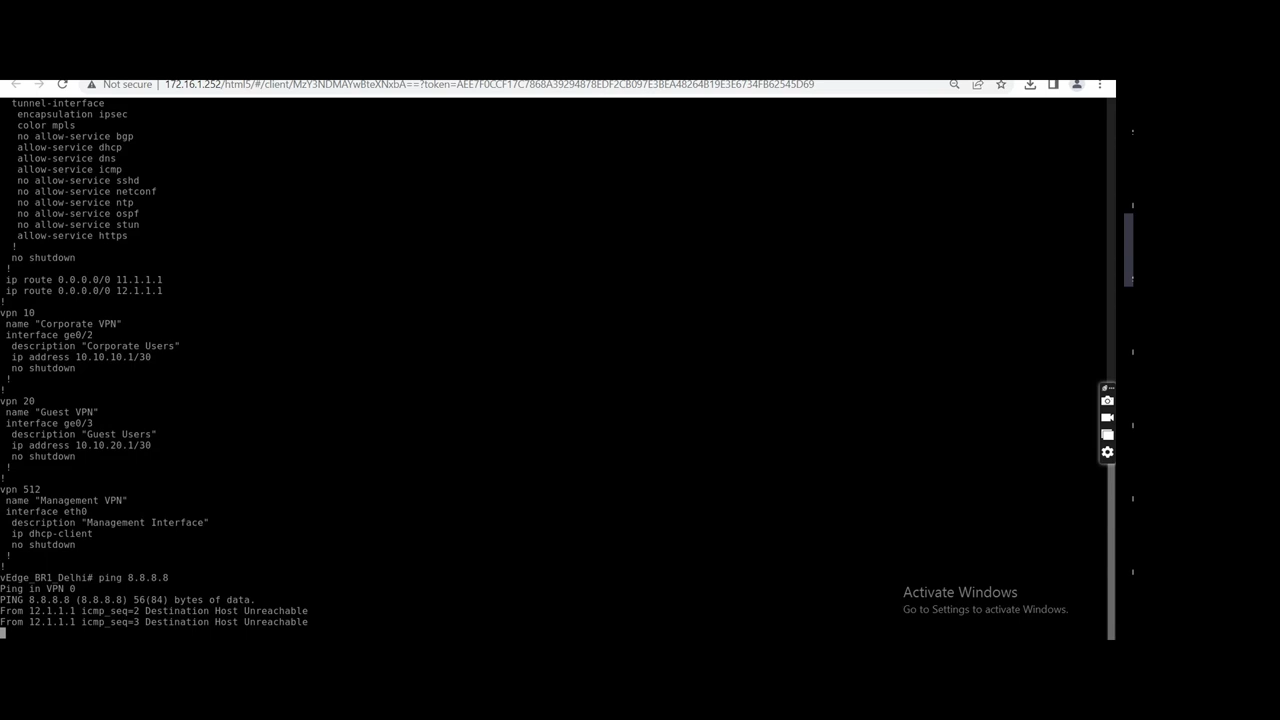 Not secure | 172.16.1.252/html5/#/client/MzY3NDMAYwBteXNxbA==?token=AEE7F0CCF17C7868A39294878EDF2CB097E3BEA48264B19E3E6734FB62545D69
tunnel-interface
encapsulation ipsec
color mpls
no allow-service bgp
allow-service dhcp
allow-service dns
allow-service icmp
no allow-service sshd
no allow-service netconf
no allow-service ntp
no allow-service ospf
no allow-service stun
allow-service https
!
no shutdown
!
ip route 0.0.0.0/0 11.1.1.1
ip route 0.0.0.0/0 12.1.1.1
!
vpn 10
name "Corporate VPN"
interface ge0/2
description "Corporate Users"
ip address 10.10.10.1/30
no shutdown
!
!
vpn 20
name "Guest VPN"
interface ge0/3
description "Guest Users"
ip address 10.10.20.1/30
no shutdown
!
!
vpn 512
name "Management VPN"
interface eth0
description "Management Interface"
ip dhcp-client
no shutdown
!
!
vEdge_BR1_Delhi# ping 8.8.8.8
Ping in VPN 0
PING 8.8.8.8 (8.8.8.8) 56(84) bytes of data.
From 12.1.1.1 icmp_seq=2 Destination Host Unreachable
From 12.1.1.1 icmp_seq=3 Destination Host Unreachable
Activate Windows
Go to Settings to activate Windows.